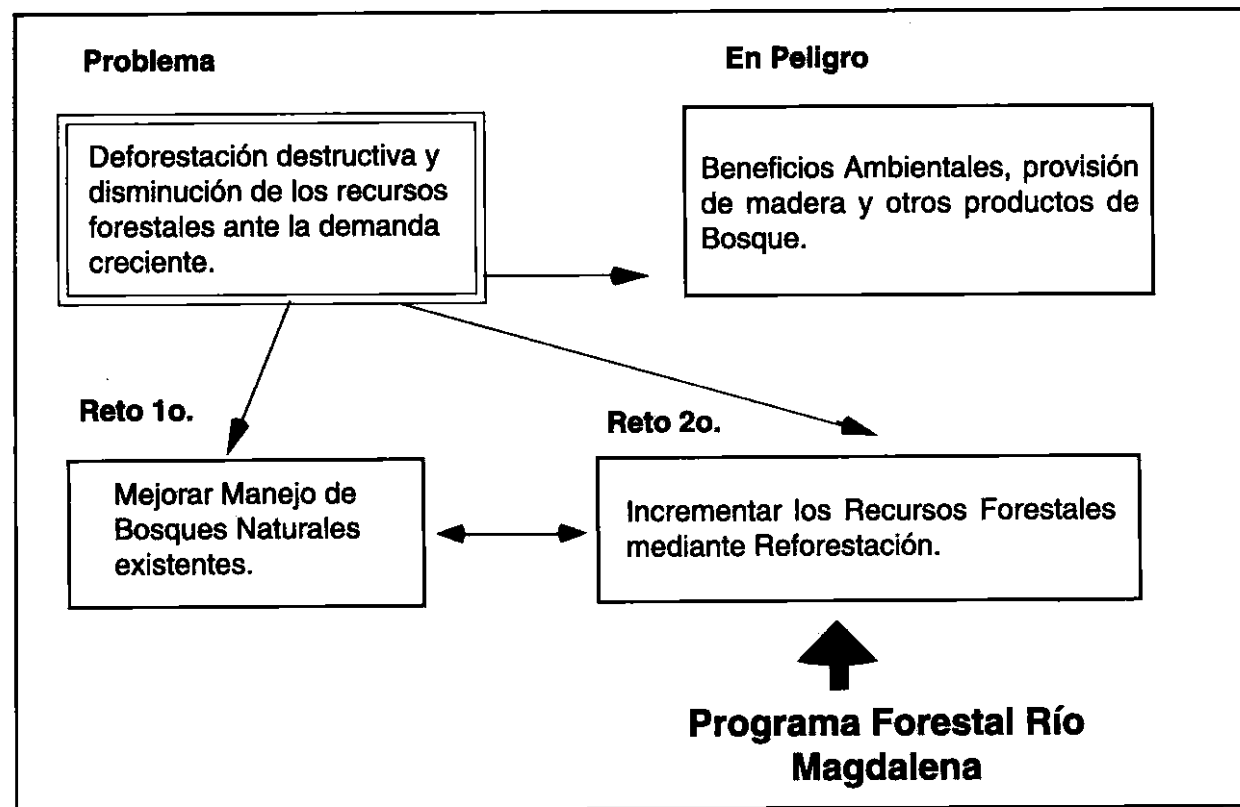 Problema
Deforestación destructiva y
disminución de los recursos
forestales ante la demanda
creciente.
En Peligro
Beneficios Ambientales, provisión
de madera y otros productos de
Bosque.
Reto 1o.
Mejorar Manejo de
Bosques Naturales
existentes.
Reto 2o.
Incrementar los Recursos Forestales
mediante Reforestación.
Programa Forestal Río
Magdalena